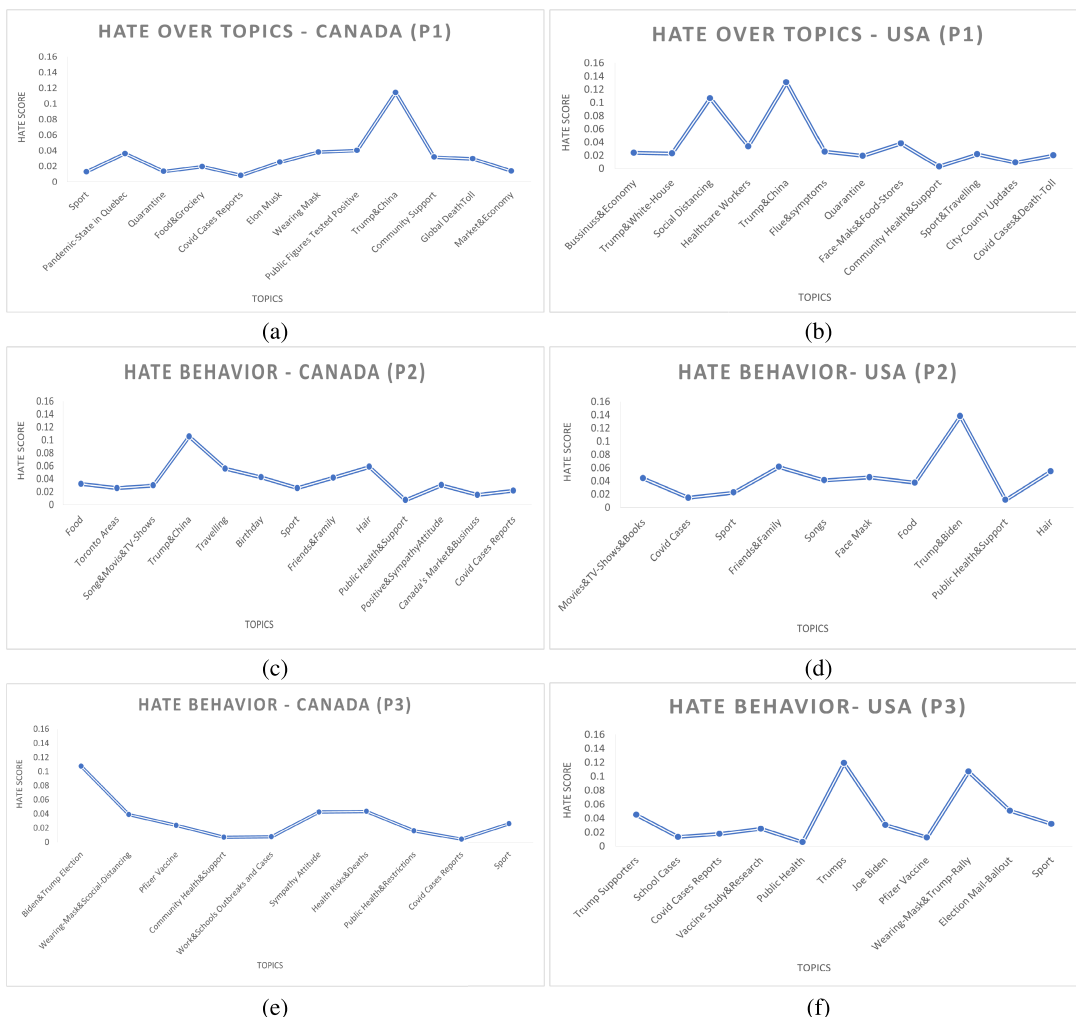 HATE OVER TOPICS - CANADA (P1)
0.16
0.14
0.12
0.1
0.08
0.06
0.04
0.02
0
HATE SCORE
Sport
Pandemic-State in Quebec
Quarantine
Food&Grociery
Covid Cases Reports
Elon Musk
Wearing Mask
Public Figures Tested Positive
Trump&China
Community Support
Global DeathToll
Market&Economy
TOPICS
(a)
HATE OVER TOPICS - USA (P1)
0.16
0.14
0.12
0.1
0.08
0.06
0.04
0.02
0
HATE SCORE
Bussinus&Economy
Trump&White-House
Social Distancing
Healthcare Workers
Trump&China
Flue&symptoms
Quarantine
Face-Maks&Food-Stores
Community Health&Support
Sport&Travelling
City-County Updates
Covid Cases&Death-Toll
TOPICS
(b)
HATE BEHAVIOR - CANADA (P2)
0.16
0.14
0.12
0.1
0.08
0.06
0.04
0.02
0
HATE SCORE
Food
Toronto Areas
Song&Movis&TV-Shows
Trump&China
Travelling
Birthday
Sport
Friends&Family
Hair
Public Health&Support
Positive&SympathyAttitude
Canada's Market&Businuss
Covid Cases Reports
TOPICS
(c)
HATE BEHAVIOR- USA (P2)
0.16
0.14
0.12
0.1
0.08
0.06
0.04
0.02
0
HATE SCORE
Movies&TV-Shows&Books
Covid Cases
Sport
Friends&Family
Songs
Face Mask
Food
Trump&Biden
Public Health&Support
Hair
TOPICS
(d)
HATE BEHAVIOR - CANADA (P3)
0.16
0.14
0.12
0.1
0.08
0.06
0.04
0.02
0
HATE SCORE
Biden&Trump Election
Wearing-Mask&Scocial-Distancing
Pfizer Vaccine
Community Health&Support
Work&Schools Outbreaks and Cases
Sympathy Attitude
Health Risks&Deaths
Public Health&Restrictions
Covid Cases Reports
Sport
TOPICS
(e)
HATE BEHAVIOR- USA (P3)
0.16
0.14
0.12
0.1
0.08
0.06
0.04
0.02
0
HATE SCORE
Trump Supporters
School Cases
Covid Cases Reports
Vaccine Study&Research
Public Health
Trumps
Joe Biden
Pfizer Vaccine
Wearing-Mask&Trump-Rally
Election Mail-Ballout
Sport
TOPICS
(f)